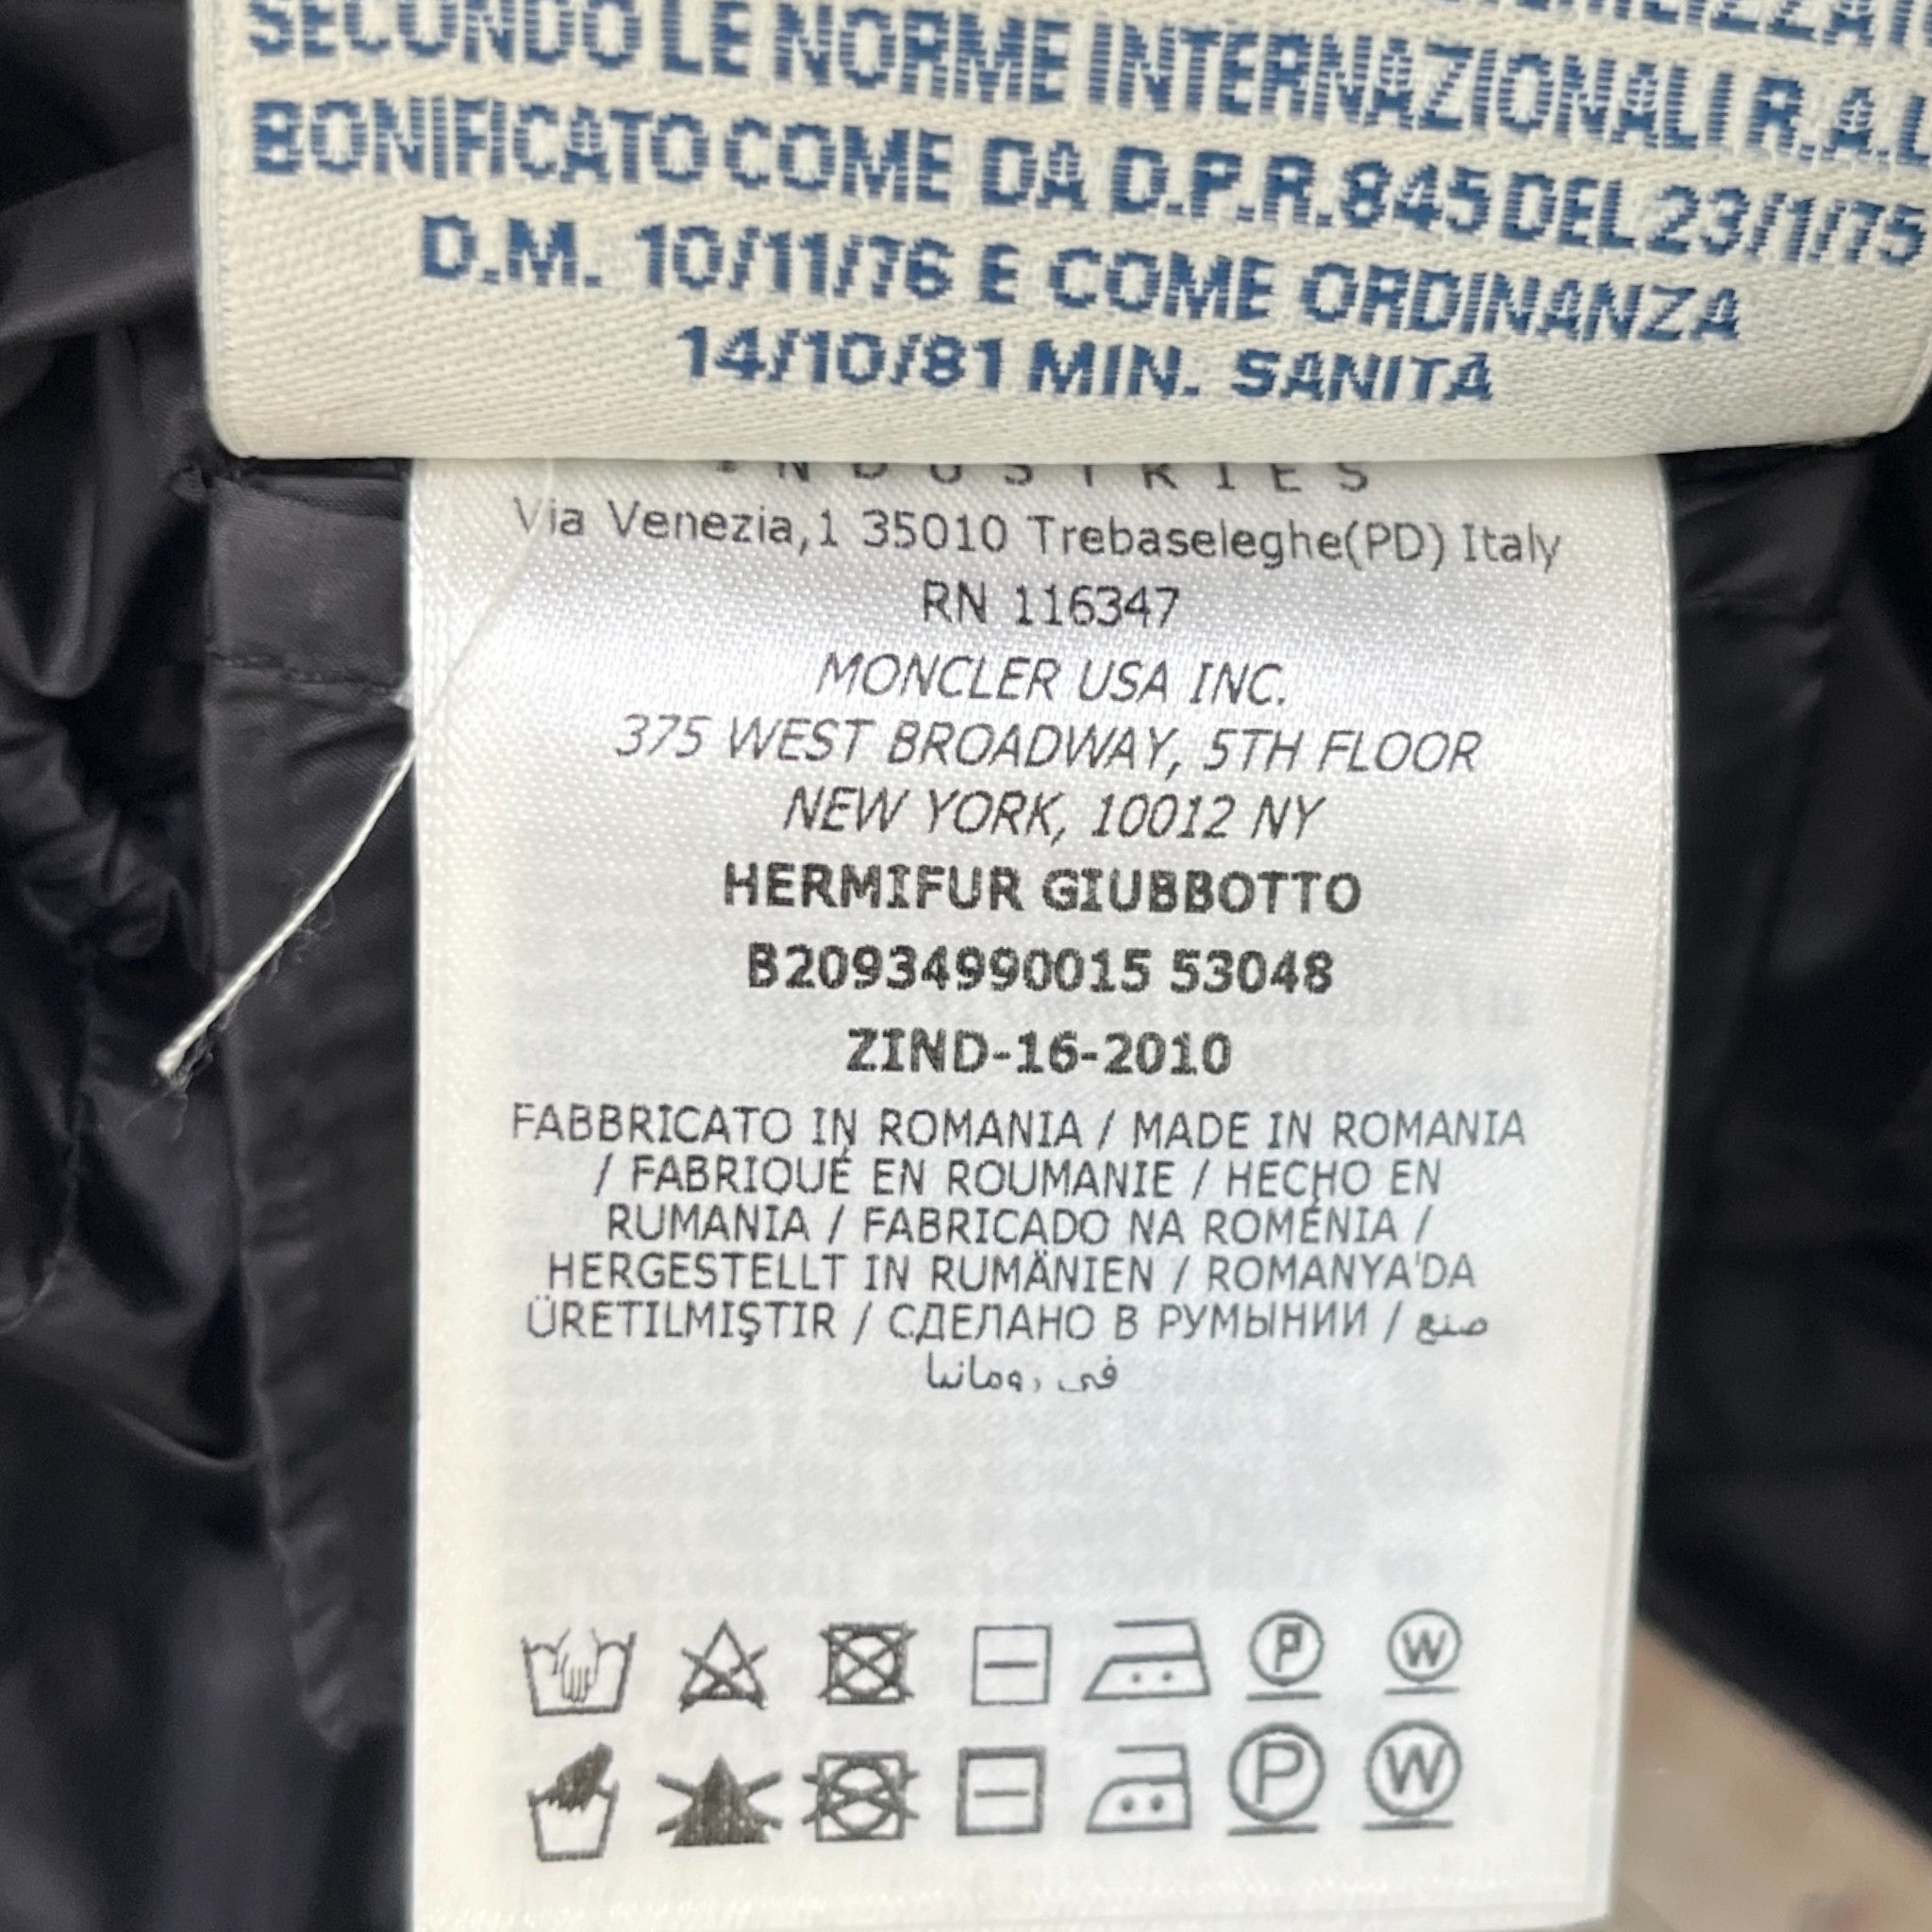 SECONDO LE NORME INTERNAZIONALI R.A.L
BONIFICATO COME DA D.P.R. 845 DEL 23/1/75
D.M. 10/11/76 E COME ORDINANZA
14/10/81 MIN. SANITÀ
INDUSTRIES
Via Venezia,1 35010 Trebaseleghe(PD) Italy
RN 116347
MONCLER USA INC.
375 WEST BROADWAY, 5TH FLOOR
NEW YORK, 10012 NY
HERMIFUR GIUBBOTTO
B20934990015 53048
ZIND-16-2010
FABBRICATO IN ROMANIA / MADE IN ROMANIA
/ FABRIQUÉ EN ROUMANIE / HECHO EN
RUMANIA / FABRICADO NA ROMÉNIA /
HERGESTELLT IN RUMÄNIEN / ROMANYA'DA
ÜRETILMIŞTIR / СДЕЛАНО В РУМЫНИИ / صنع
في رومانيا
P W
P W